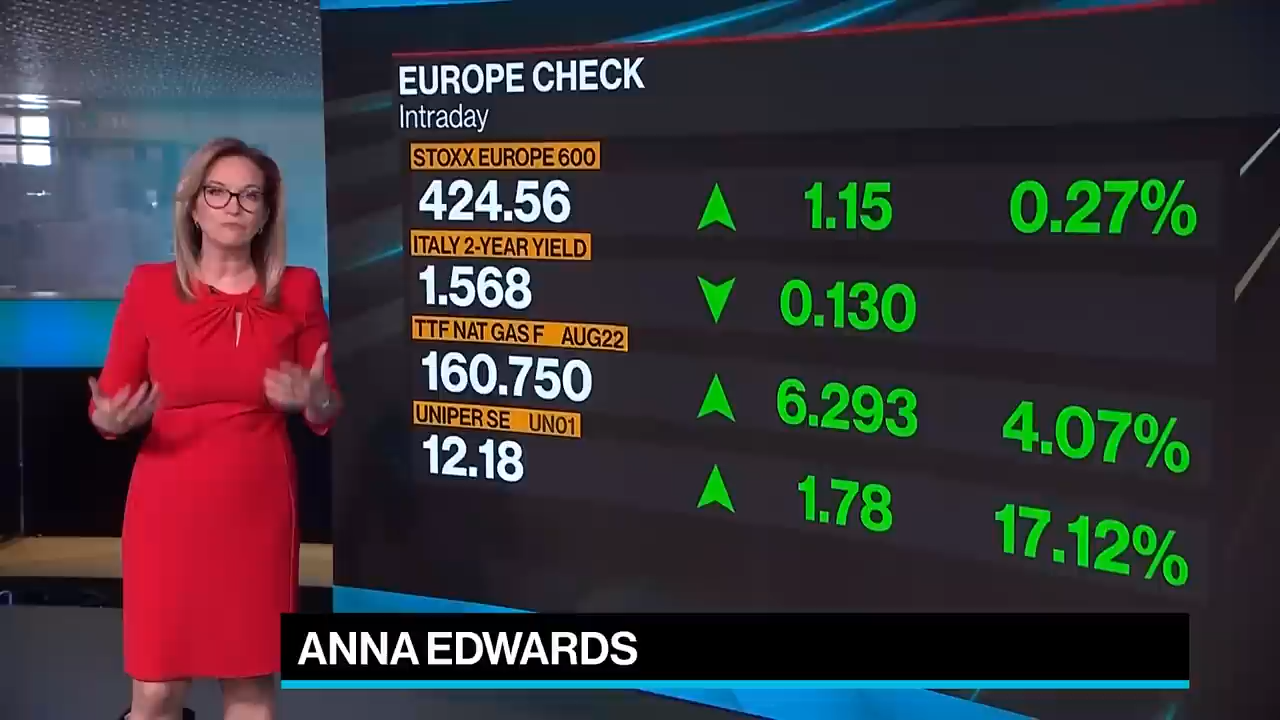 EUROPE CHECK
Intraday
STOXX EUROPE 600
424.56 ▲ 1.15 0.27%
ITALY 2-YEAR YIELD
1.568 ▼ 0.130
TTF NAT GAS F AUG22
160.750 ▲ 6.293 4.07%
UNIPER SE UN01
12.18 ▲ 1.78 17.12%
ANNA EDWARDS